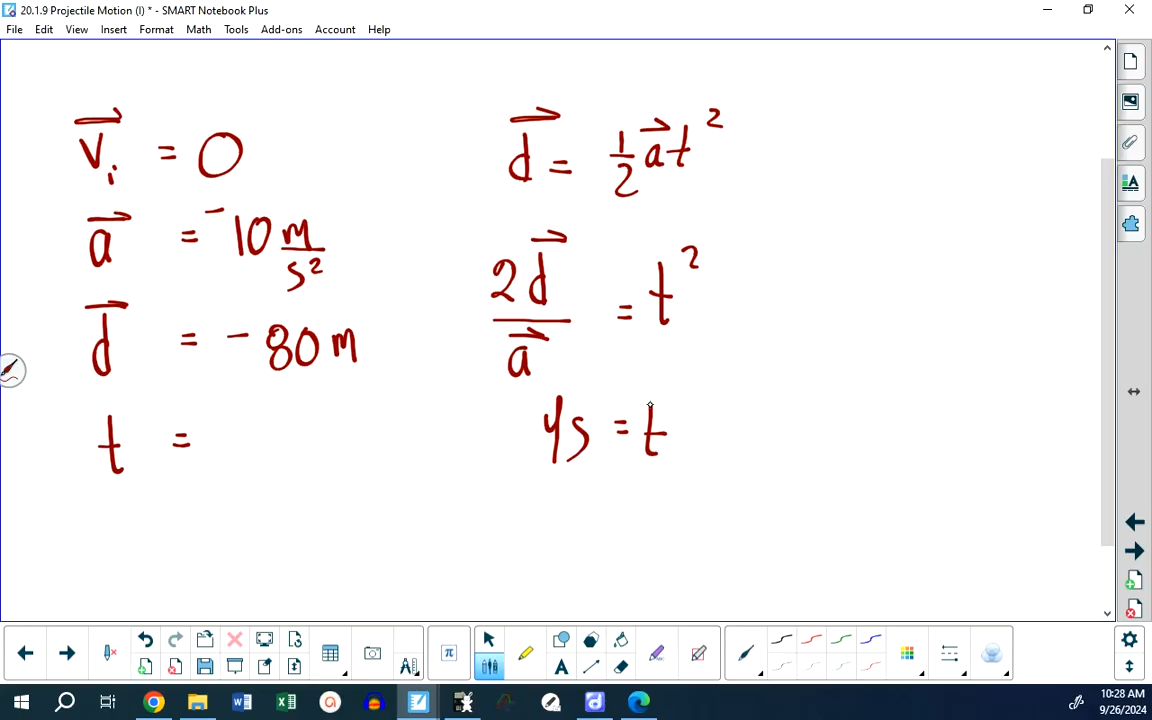 20.1.9 Projectile Motion (I) * - SMART Notebook Plus
File Edit View Insert Format Math Tools Add-ons Account Help
v⃗ᵢ = 0
a⃗ = ⁻10 m/s²
d⃗ = - 80 m
t =
d⃗ = 1/2 a⃗ t²
2d⃗/a⃗ = t²
4s = t
π
A
10:28 AM
9/26/2024